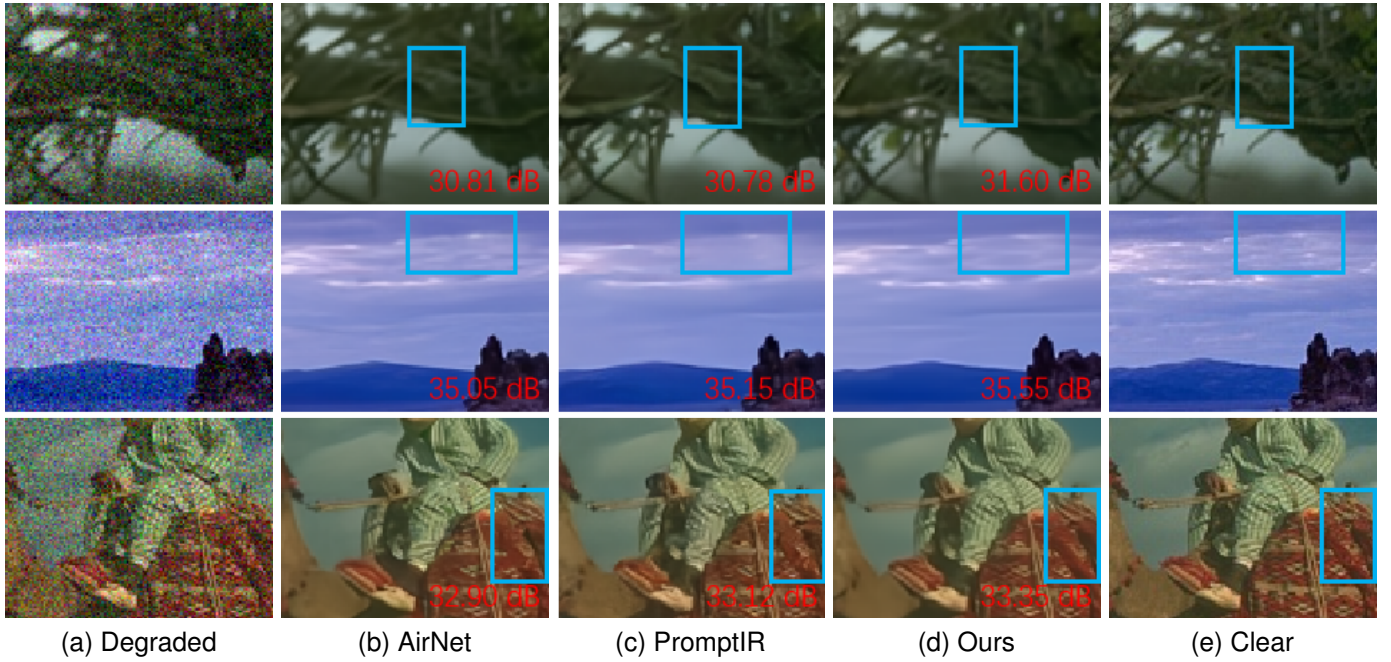 30.81 dB
30.78 dB
31.60 dB
35.05 dB
35.15 dB
35.55 dB
32.90 dB
33.12 dB
33.35 dB
(a) Degraded
(b) AirNet
(c) PromptIR
(d) Ours
(e) Clear